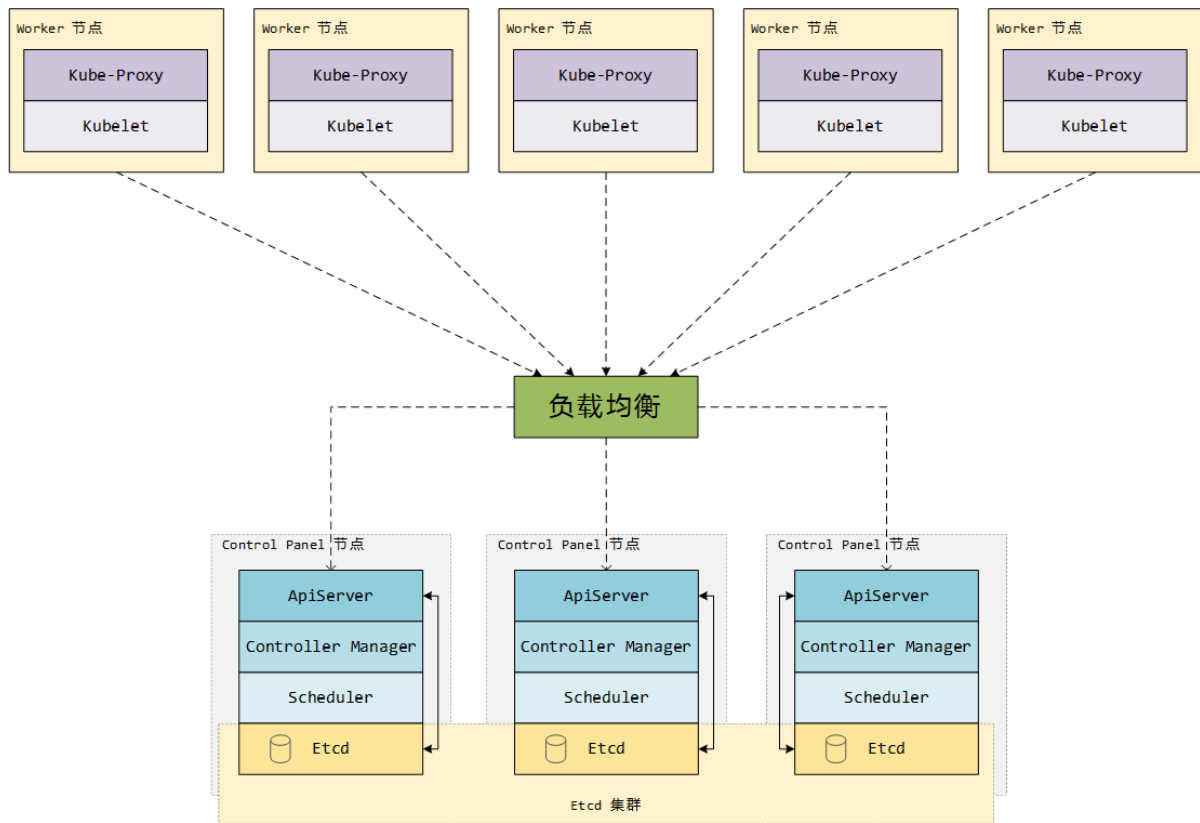 Worker 节点
Kube-Proxy
Kubelet
Worker 节点
Kube-Proxy
Kubelet
Worker 节点
Kube-Proxy
Kubelet
Worker 节点
Kube-Proxy
Kubelet
Worker 节点
Kube-Proxy
Kubelet
负载均衡
Control Panel 节点
ApiServer
Controller Manager
Scheduler
Etcd
Control Panel 节点
ApiServer
Controller Manager
Scheduler
Etcd
Control Panel 节点
ApiServer
Controller Manager
Scheduler
Etcd
Etcd 集群